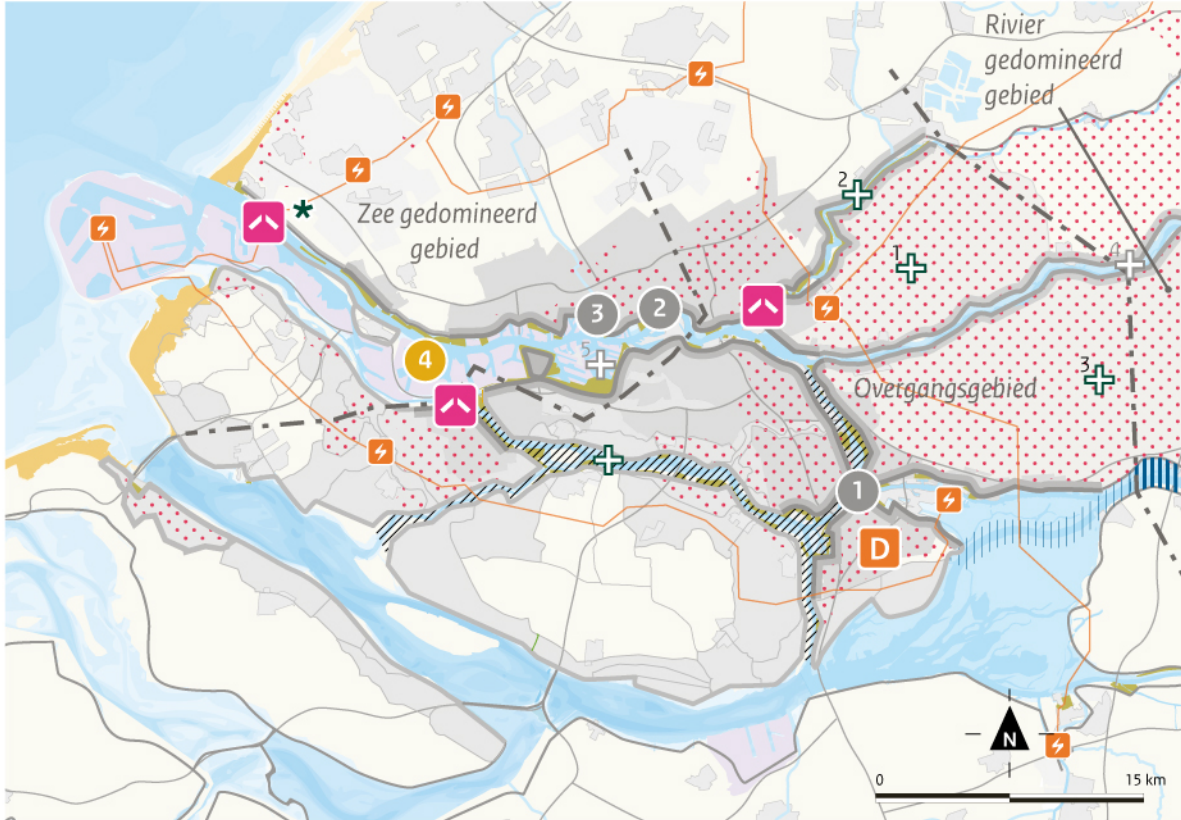 Rivier
gedomineerd
gebied
2
Zee gedomineerd
gebied
*
1
4
3
2
5
4
3
Overgangsgebied
1
D
N
0
15 km